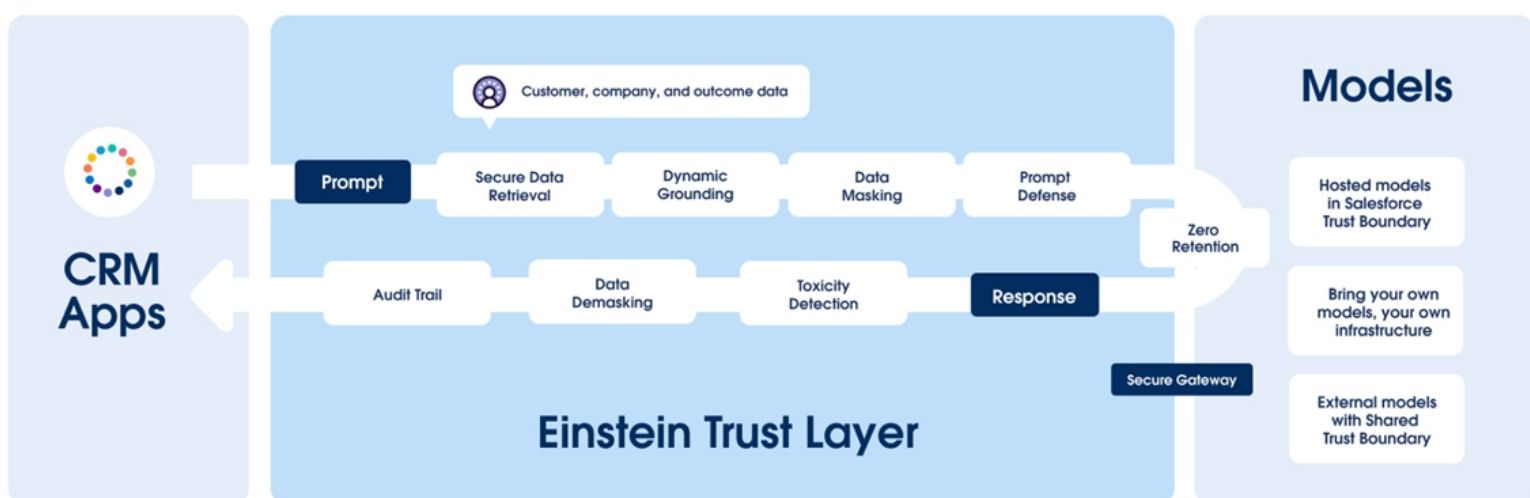 Customer, company, and outcome data
Prompt
Secure Data
Retrieval
Dynamic
Grounding
Data
Masking
Prompt
Defense
Zero
Retention
Response
Toxicity
Detection
Data
Demasking
Audit Trail
CRM
Apps
Einstein Trust Layer
Secure Gateway
Models
Hosted models
in Salesforce
Trust Boundary
Bring your own
models, your own
infrastructure
External models
with Shared
Trust Boundary